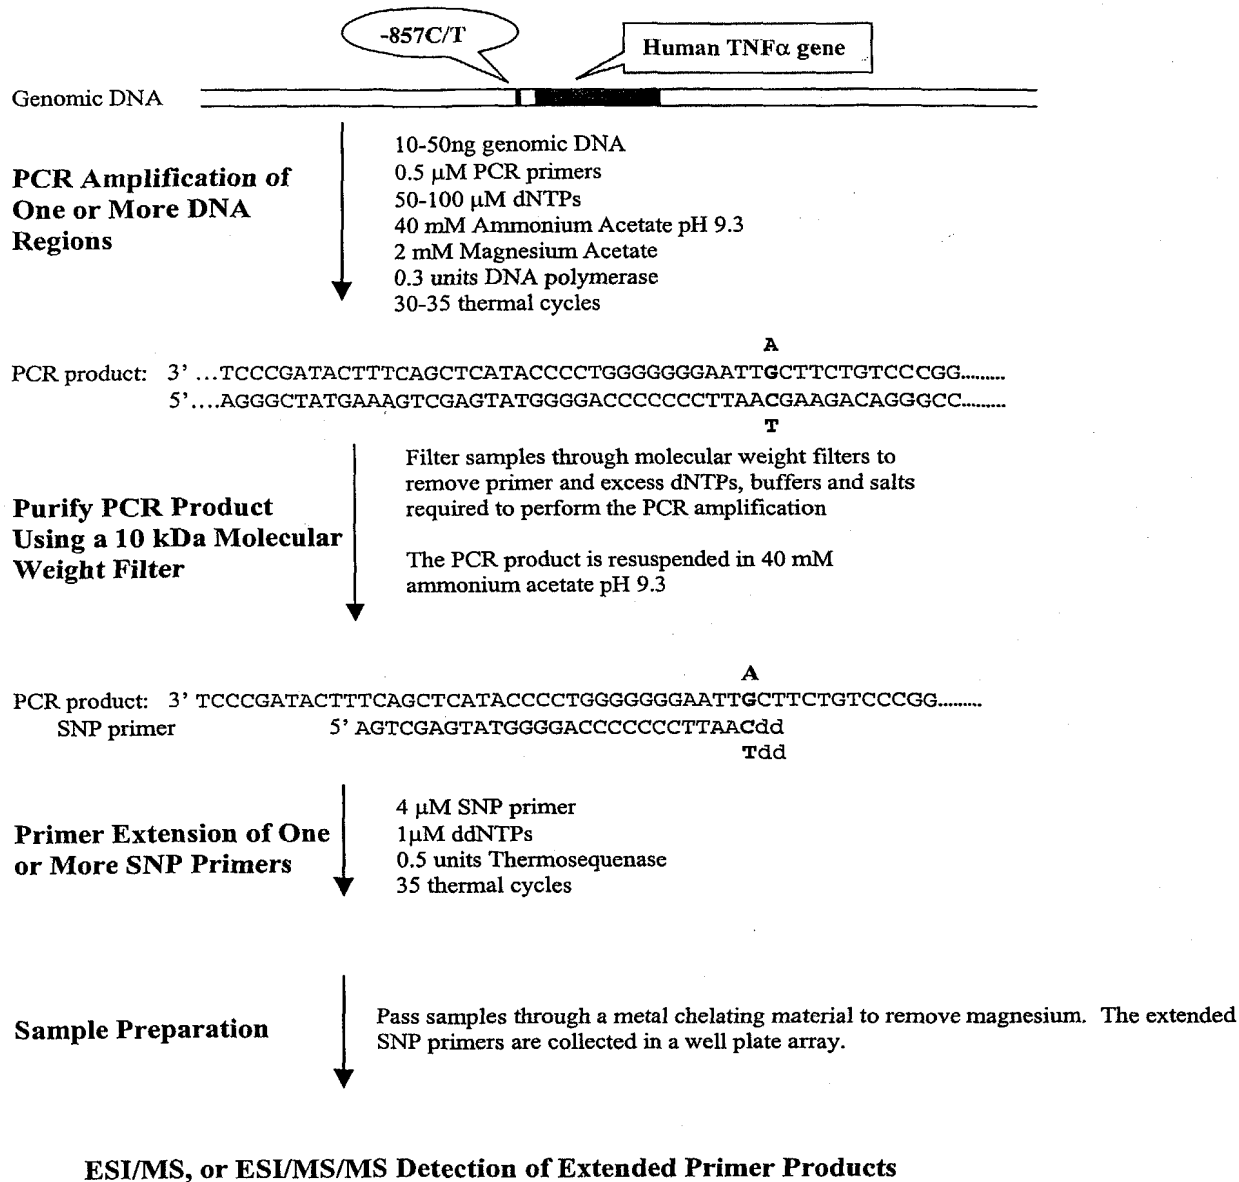 -857C/T
Human TNFα gene
Genomic DNA
PCR Amplification of
One or More DNA
Regions
10-50ng genomic DNA
0.5 µM PCR primers
50-100 µM dNTPs
40 mM Ammonium Acetate pH 9.3
2 mM Magnesium Acetate
0.3 units DNA polymerase
30-35 thermal cycles
A
PCR product: 3' ...TCCCGATACTTTCAGCTCATACCCCTGGGGGGGAATTGCTTCTGTCCCGG.........
5'....AGGGCTATGAAAGTCGAGTATGGGGACCCCCCCTTAACGAAGACAGGGCC.........
T
Purify PCR Product
Using a 10 kDa Molecular
Weight Filter
Filter samples through molecular weight filters to
remove primer and excess dNTPs, buffers and salts
required to perform the PCR amplification
The PCR product is resuspended in 40 mM
ammonium acetate pH 9.3
A
PCR product: 3' TCCCGATACTTTCAGCTCATACCCCTGGGGGGGAATTGCTTCTGTCCCGG.........
SNP primer 5' AGTCGAGTATGGGGACCCCCCCTTAACdd
Tdd
Primer Extension of One
or More SNP Primers
4 µM SNP primer
1µM ddNTPs
0.5 units Thermosequenase
35 thermal cycles
Sample Preparation
Pass samples through a metal chelating material to remove magnesium. The extended
SNP primers are collected in a well plate array.
ESI/MS, or ESI/MS/MS Detection of Extended Primer Products